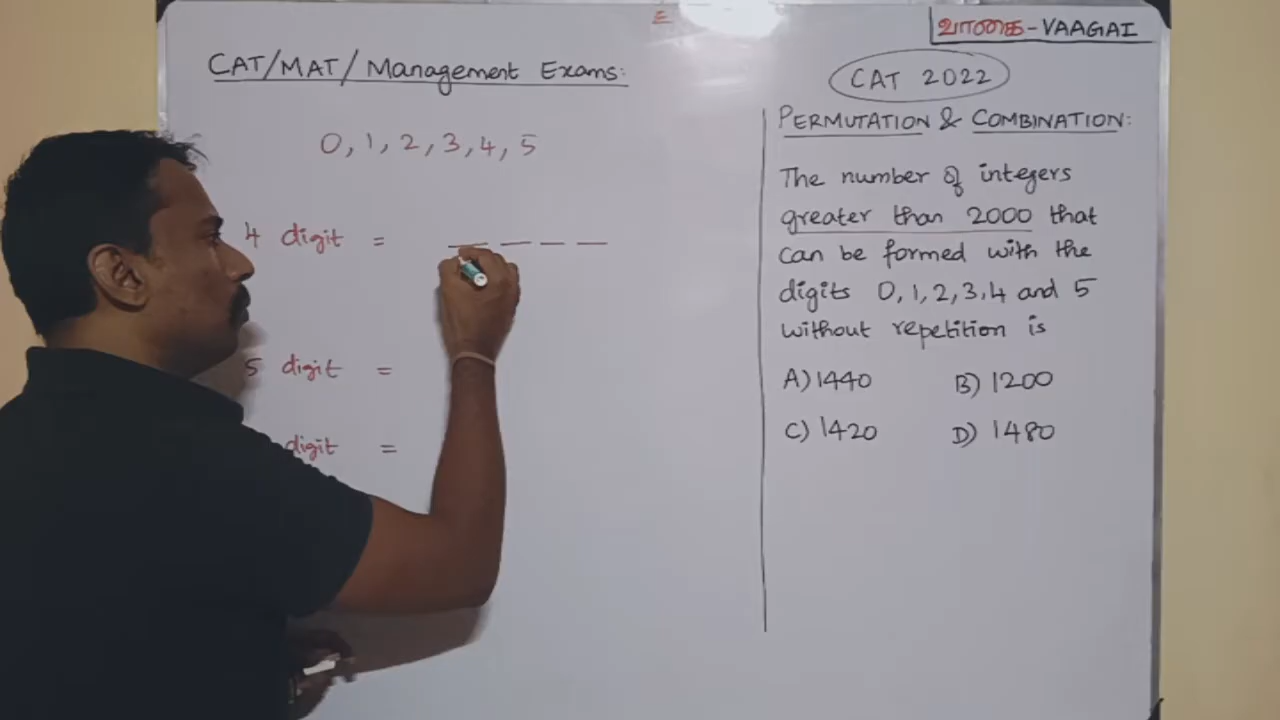 வாகை-VAAGAI
CAT/MAT/Management Exams:
0, 1, 2, 3, 4, 5
4 digit = _ _ _ _
5 digit =
digit =
CAT 2022
PERMUTATION & COMBINATION:
The number of integers
greater than 2000 that
can be formed with the
digits 0, 1, 2, 3, 4 and 5
without repetition is
A) 1440 B) 1200
C) 1420 D) 1480